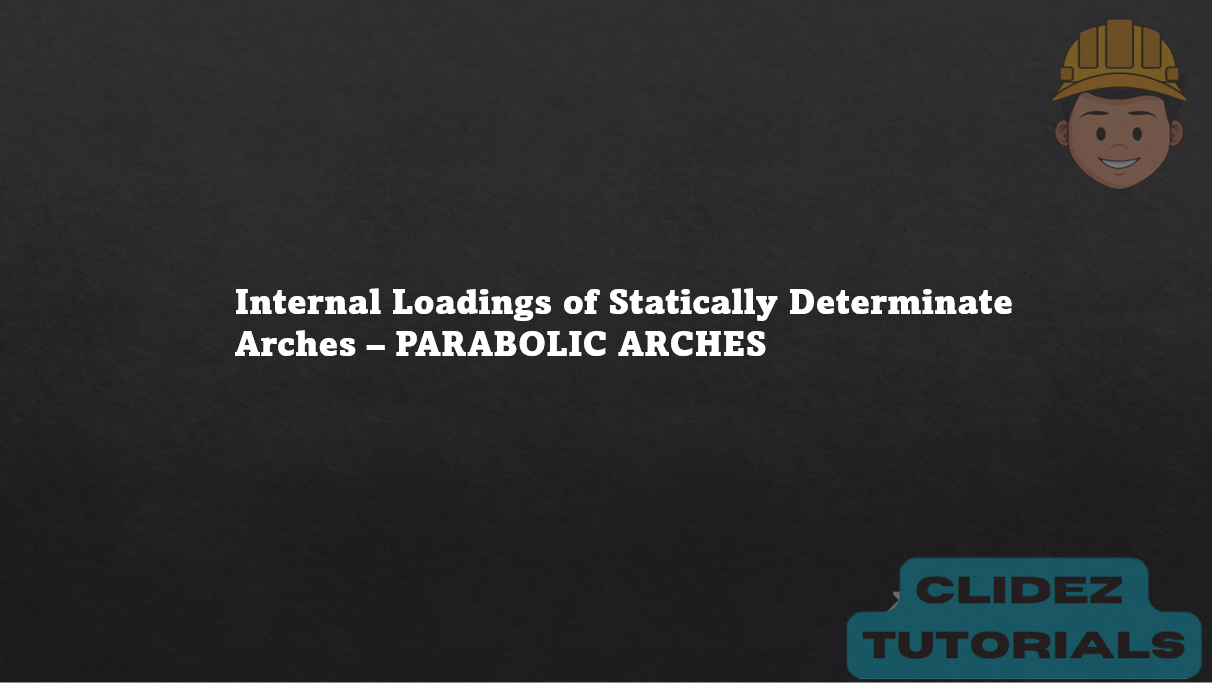 Internal Loadings of Statically Determinate
Arches – PARABOLIC ARCHES
CLIDEZ
TUTORIALS